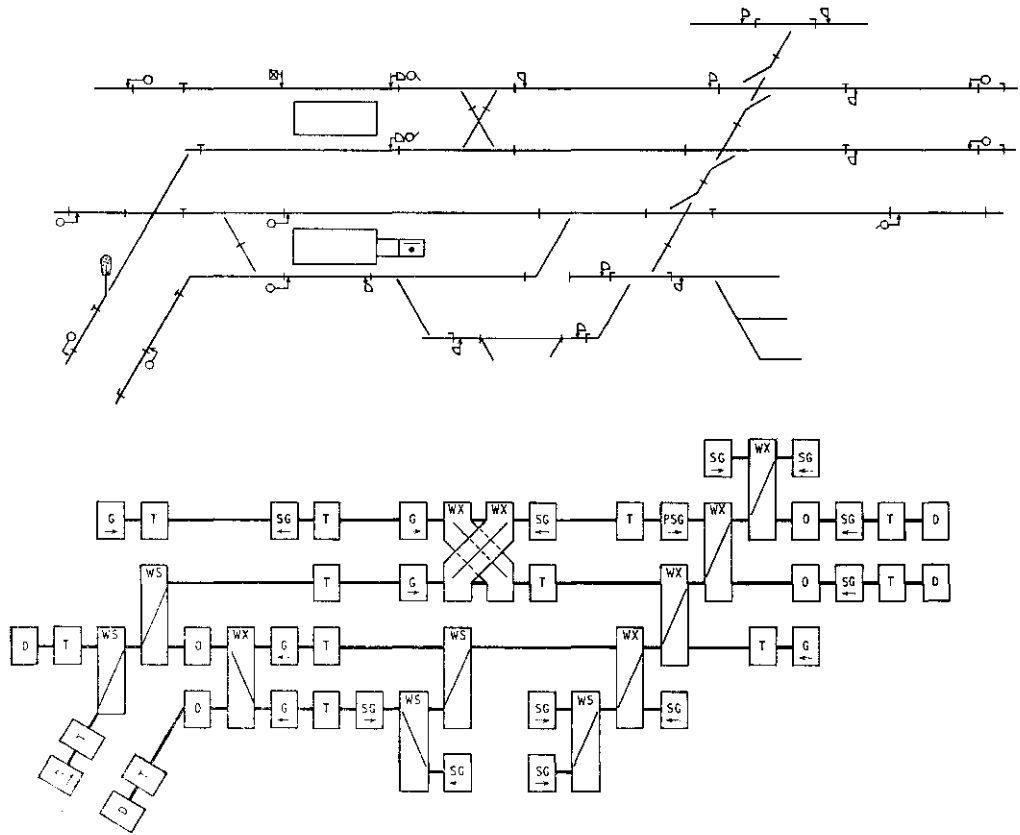 SG WX SG
G T SG T G WX WX SG T PSG WX O SG T D
WS T G T WX O SG T D
D T WS O WX G T WS WX T G
O G T SG WS SG WS SG
T SG SG
T
D